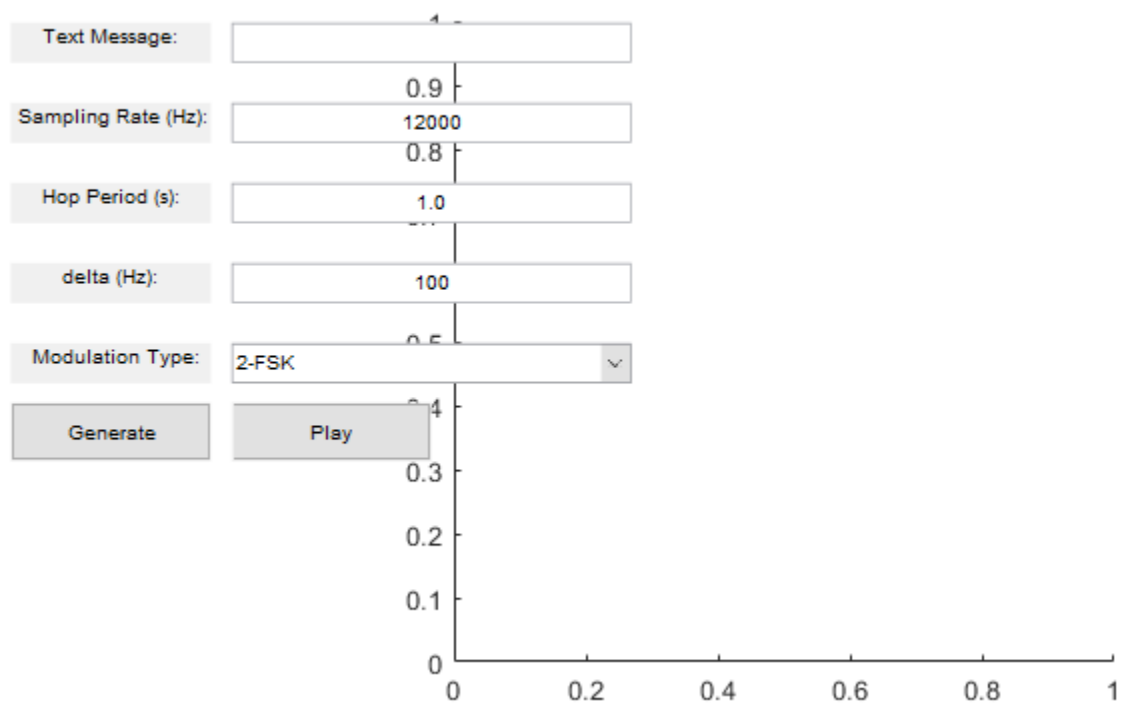 Text Message:
Sampling Rate (Hz):
12000
Hop Period (s):
1.0
delta (Hz):
100
Modulation Type:
2-FSK
Generate
Play
0.9
0.8
0.3
0.2
0.1
0
0
0.2
0.4
0.6
0.8
1